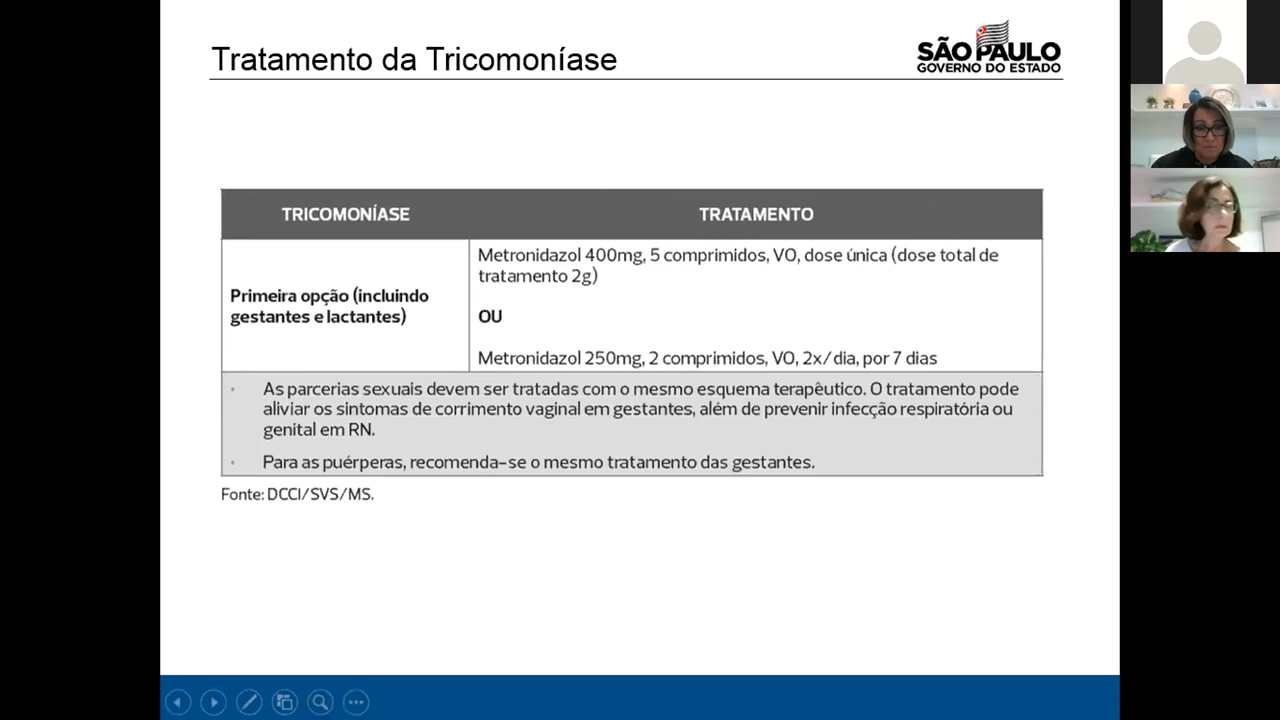 Tratamento da Tricomoníase
SÃO PAULO
GOVERNO DO ESTADO
TRICOMONÍASE
TRATAMENTO
Primeira opção (incluindo
gestantes e lactantes)
Metronidazol 400mg, 5 comprimidos, VO, dose única (dose total de
tratamento 2g)
OU
Metronidazol 250mg, 2 comprimidos, VO, 2x/dia, por 7 dias
As parcerias sexuais devem ser tratadas com o mesmo esquema terapêutico. O tratamento pode
aliviar os sintomas de corrimento vaginal em gestantes, além de prevenir infecção respiratória ou
genital em RN.
Para as puérperas, recomenda-se o mesmo tratamento das gestantes.
Fonte: DCCI/SVS/MS.